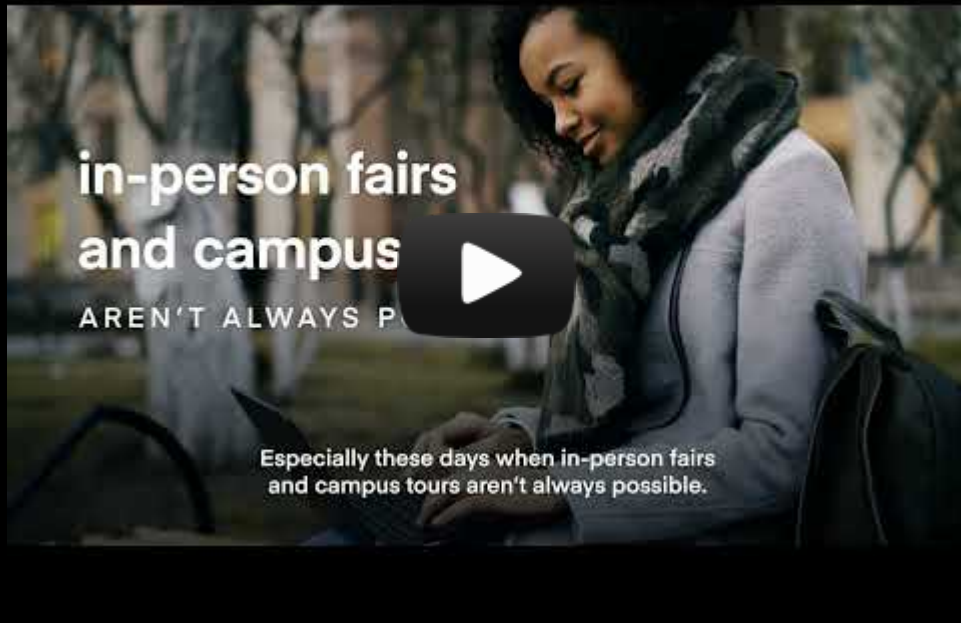 in-person fairs
and campus
AREN'T ALWAYS
Especially these days when in-person fairs
and campus tours aren't always possible.